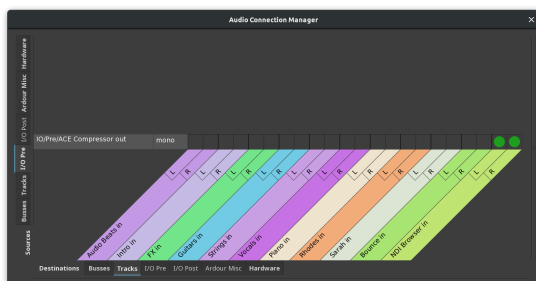 Audio Connection Manager
Hardware
Ardour Misc
I/O Post
I/O Pre
Tracks
Busses
Sources
IO/Pre/ACE Compressor out mono
L R L R L R L R L R L R L R L R L R L R L R
Audio Beats in
Intro in
FX in
Guitars in
Strings in
Vocals in
Piano in
Rhodes in
Sarah in
Bounce in
NDI Browser in
Destinations Busses Tracks I/O Pre I/O Post Ardour Misc Hardware